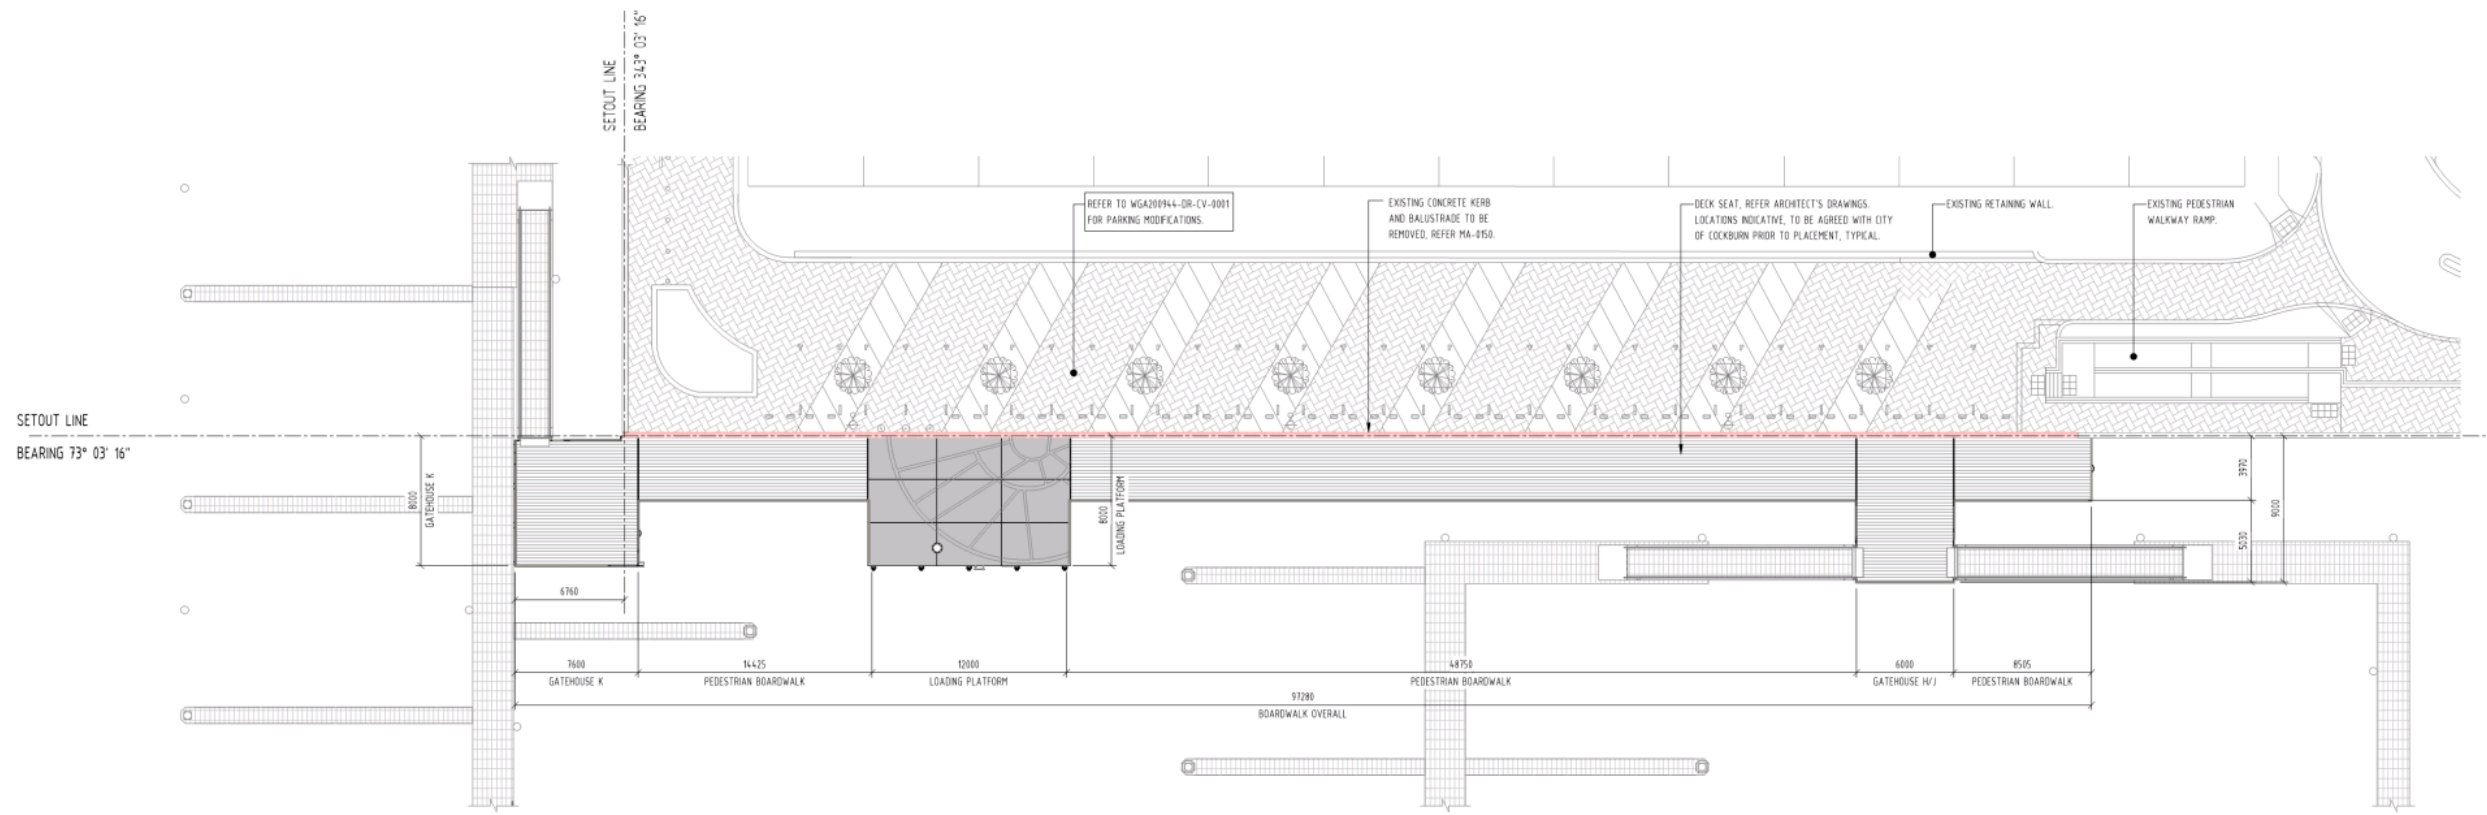 SETOUT LINE
BEARING 343° 03' 16"
REFER TO WGA200944-DR-CV-0001
FOR PARKING MODIFICATIONS.
EXISTING CONCRETE KERB
AND BALUSTRADE TO BE
REMOVED, REFER MA-0150.
DECK SEAT, REFER ARCHITECT'S DRAWINGS.
LOCATIONS INDICATIVE, TO BE AGREED WITH CITY
OF COCKBURN PRIOR TO PLACEMENT, TYPICAL.
EXISTING RETAINING WALL.
EXISTING PEDESTRIAN
WALKWAY RAMP.
SETOUT LINE
BEARING 73° 03' 16"
8000
GATEHOUSE K
8000
LOADING PLATFORM
3970
5030
9000
6760
7600
GATEHOUSE K
14425
PEDESTRIAN BOARDWALK
12000
LOADING PLATFORM
48750
PEDESTRIAN BOARDWALK
6000
GATEHOUSE H/J
8505
PEDESTRIAN BOARDWALK
97280
BOARDWALK OVERALL